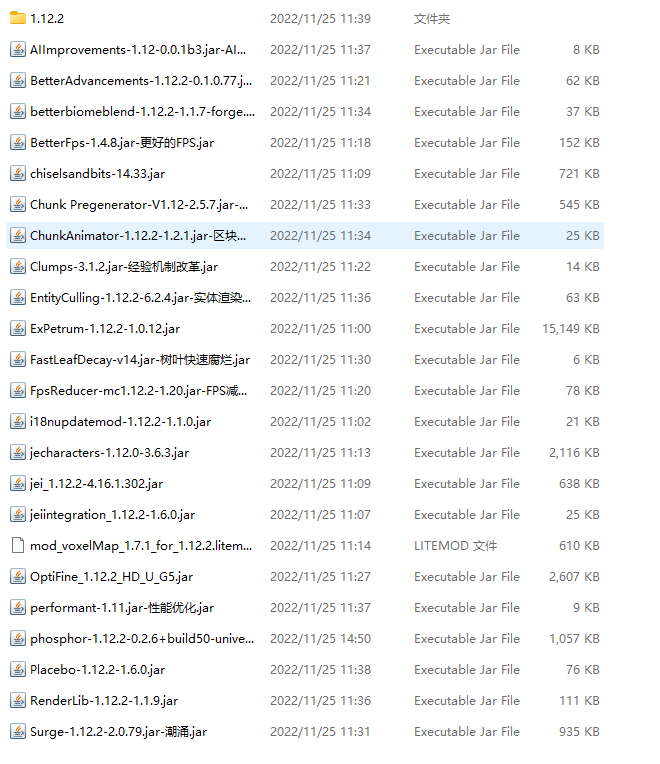 1.12.2 2022/11/25 11:39 文件夹
AIImprovements-1.12-0.0.1b3.jar-AI... 2022/11/25 11:37 Executable Jar File 8 KB
BetterAdvancements-1.12.2-0.1.0.77.j... 2022/11/25 11:21 Executable Jar File 62 KB
betterbiomeblend-1.12.2-1.1.7-forge.... 2022/11/25 11:34 Executable Jar File 37 KB
BetterFps-1.4.8.jar-更好的FPS.jar 2022/11/25 11:18 Executable Jar File 152 KB
chiselsandbits-14.33.jar 2022/11/25 11:09 Executable Jar File 721 KB
Chunk Pregenerator-V1.12-2.5.7.jar-... 2022/11/25 11:33 Executable Jar File 545 KB
ChunkAnimator-1.12.2-1.2.1.jar-区块... 2022/11/25 11:34 Executable Jar File 25 KB
Clumps-3.1.2.jar-经验机制改革.jar 2022/11/25 11:22 Executable Jar File 14 KB
EntityCulling-1.12.2-6.2.4.jar-实体渲染... 2022/11/25 11:36 Executable Jar File 63 KB
ExPetrum-1.12.2-1.0.12.jar 2022/11/25 11:00 Executable Jar File 15,149 KB
FastLeafDecay-v14.jar-树叶快速腐烂.jar 2022/11/25 11:30 Executable Jar File 6 KB
FpsReducer-mc1.12.2-1.20.jar-FPS减... 2022/11/25 11:20 Executable Jar File 78 KB
i18nupdatemod-1.12.2-1.1.0.jar 2022/11/25 11:02 Executable Jar File 21 KB
jecharacters-1.12.0-3.6.3.jar 2022/11/25 11:13 Executable Jar File 2,116 KB
jei_1.12.2-4.16.1.302.jar 2022/11/25 11:09 Executable Jar File 638 KB
jeiintegration_1.12.2-1.6.0.jar 2022/11/25 11:07 Executable Jar File 25 KB
mod_voxelMap_1.7.1_for_1.12.2.litem... 2022/11/25 11:14 LITEMOD 文件 610 KB
OptiFine_1.12.2_HD_U_G5.jar 2022/11/25 11:27 Executable Jar File 2,607 KB
performant-1.11.jar-性能优化.jar 2022/11/25 11:37 Executable Jar File 9 KB
phosphor-1.12.2-0.2.6+build50-unive... 2022/11/25 14:50 Executable Jar File 1,057 KB
Placebo-1.12.2-1.6.0.jar 2022/11/25 11:38 Executable Jar File 76 KB
RenderLib-1.12.2-1.1.9.jar 2022/11/25 11:36 Executable Jar File 111 KB
Surge-1.12.2-2.0.79.jar-潮涌.jar 2022/11/25 11:31 Executable Jar File 935 KB